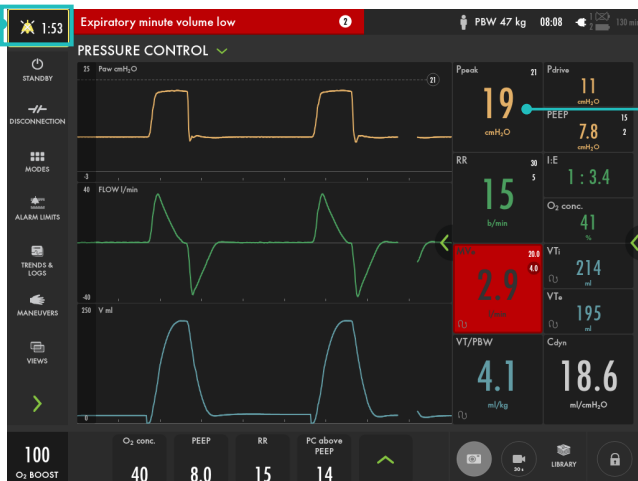 1:53
Expiratory minute volume low
2
PBW 47 kg
08:08
1
2
130 min
PRESSURE CONTROL
STANDBY
DISCONNECTION
MODES
ALARM LIMITS
TRENDS &
LOGS
MANEUVERS
VIEWS
25 Paw cmH2O
21
-3
40 FLOW l/min
-40
250 V ml
0
Ppeak 21
19
cmH2O
Pdrive
11
cmH2O
PEEP 15
7.8 2
cmH2O
RR 30
5
15
b/min
I:E
1 : 3.4
O2 conc.
41
%
MVe 20.0
4.0
2.9
VTi
214
ml
VTe
195
ml
VT/PBW
4.1
ml/kg
Cdyn
18.6
ml/cmH2O
100
O2 BOOST
O2 conc.
40
PEEP
8.0
RR
15
PC above
PEEP
14
30 s
LIBRARY